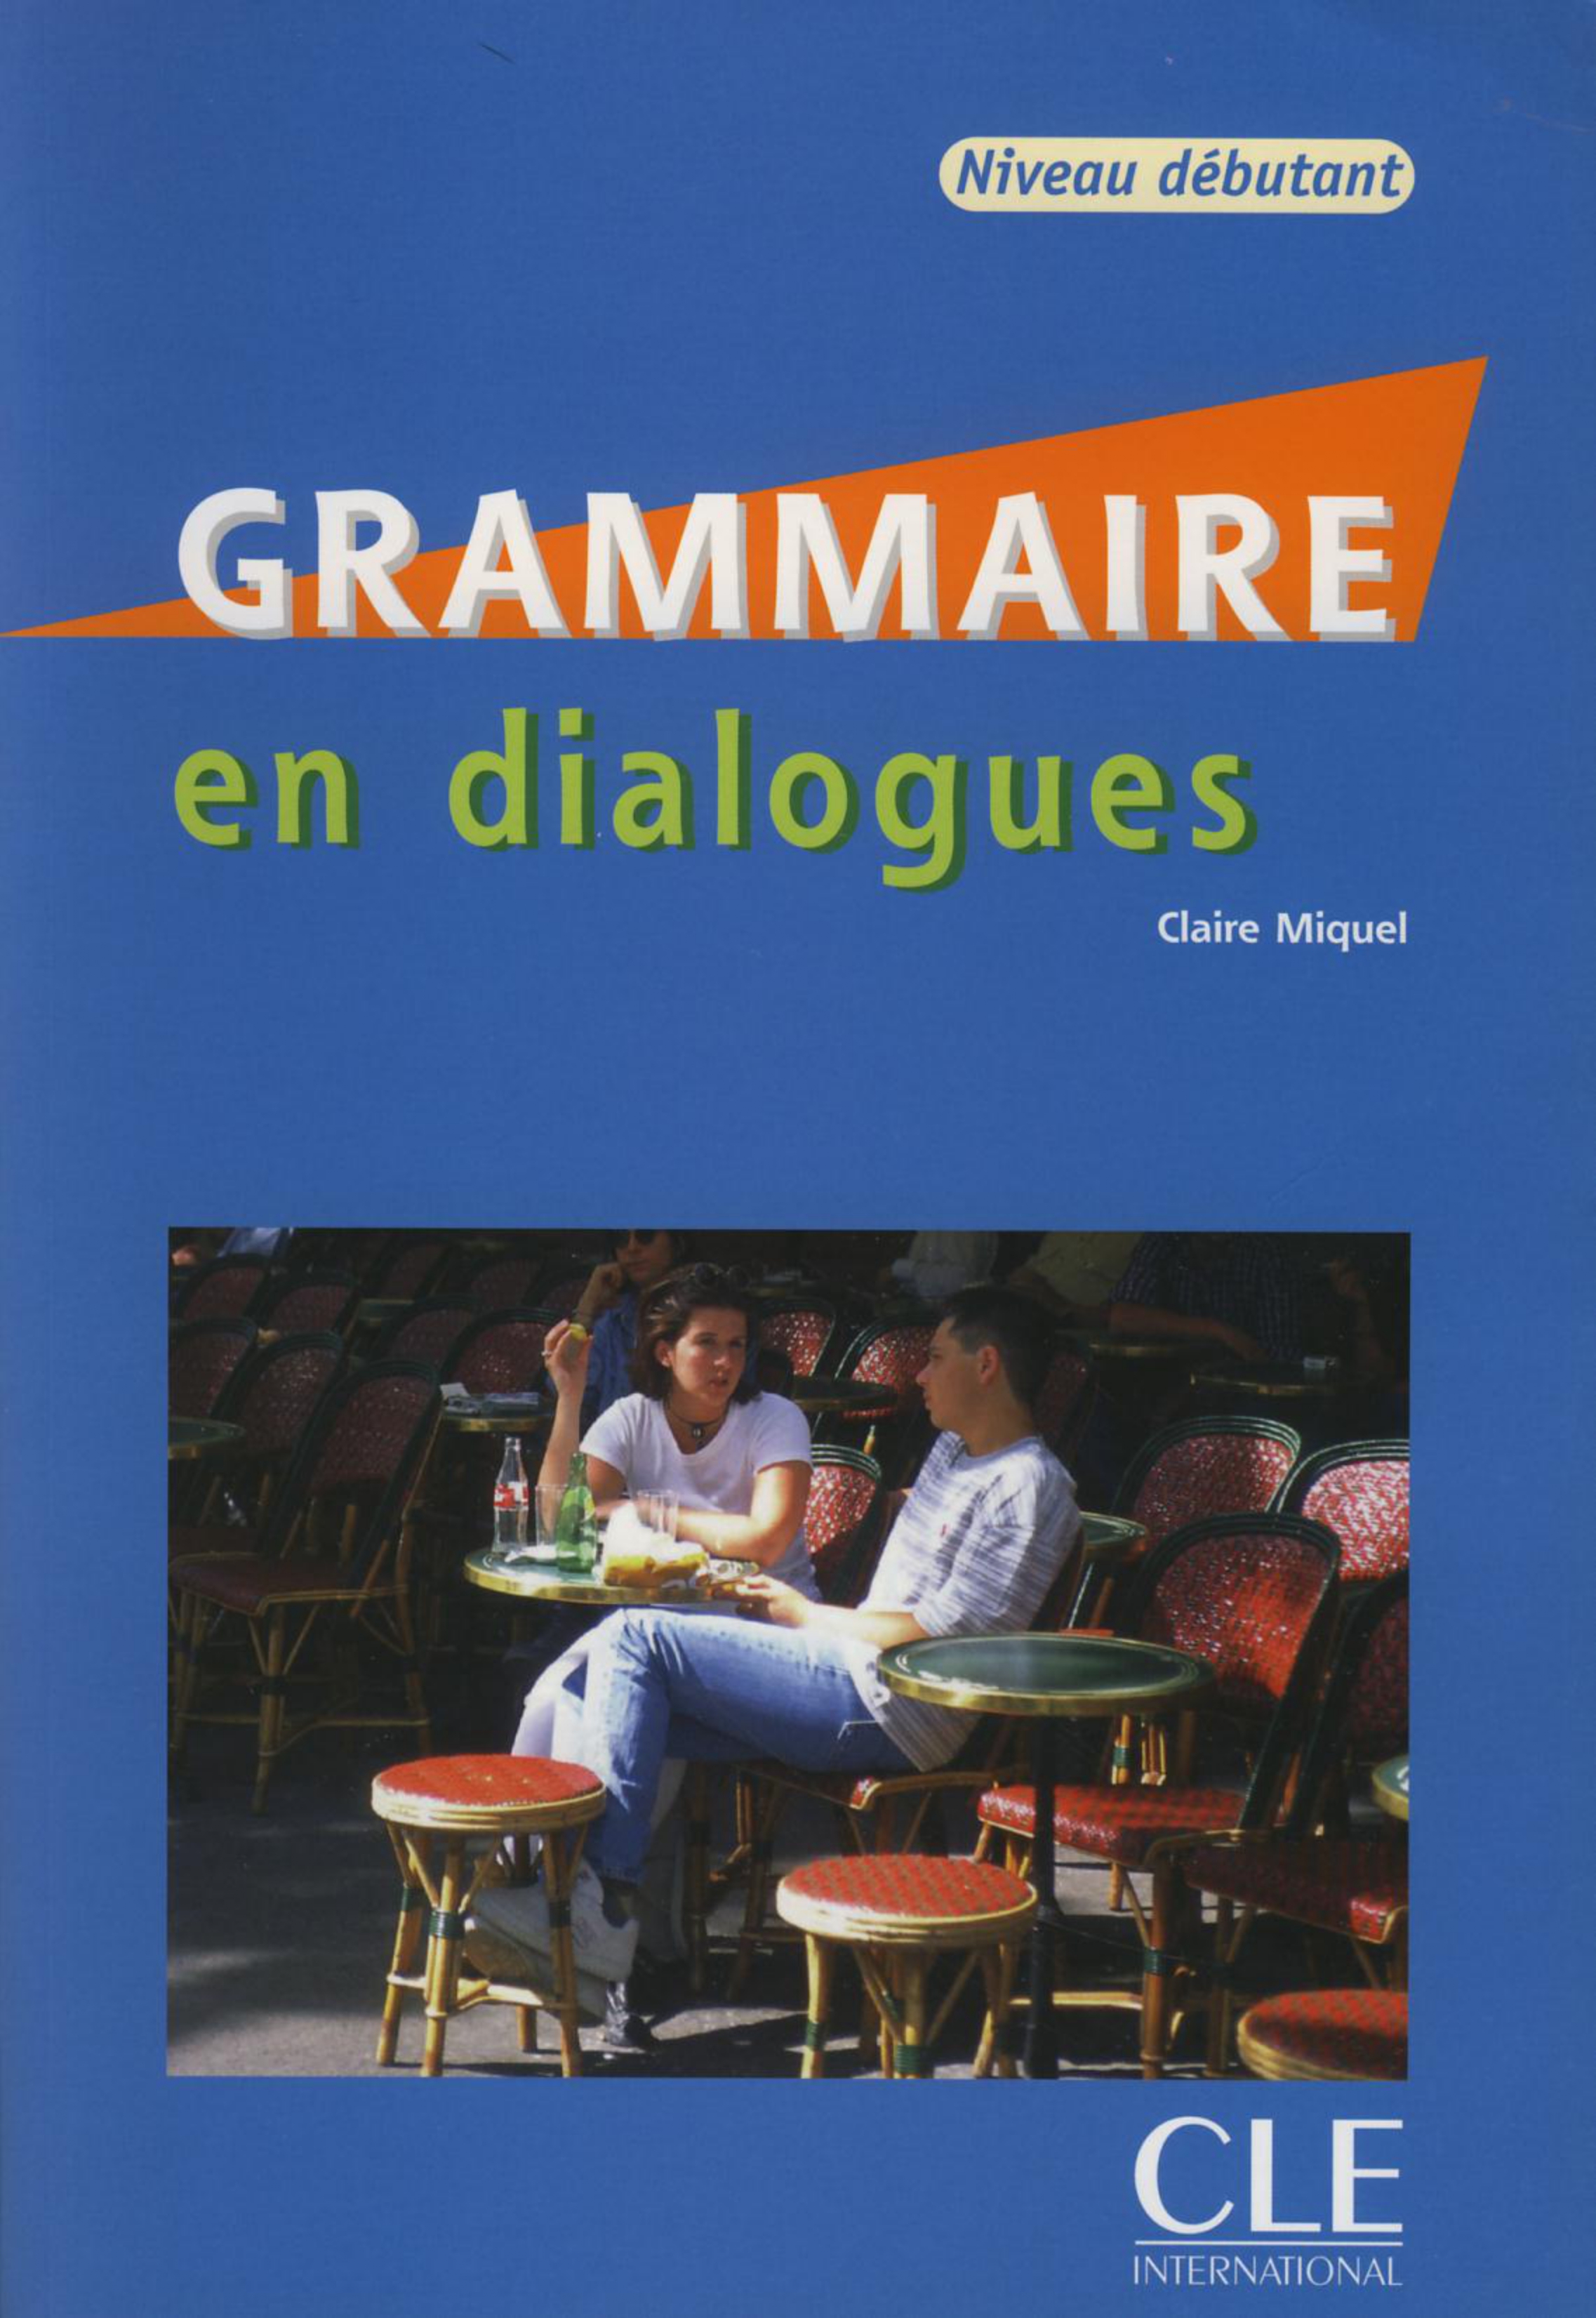 Niveau débutant
GRAMMAIRE
en dialogues
Claire Miquel
CLE
INTERNATIONAL